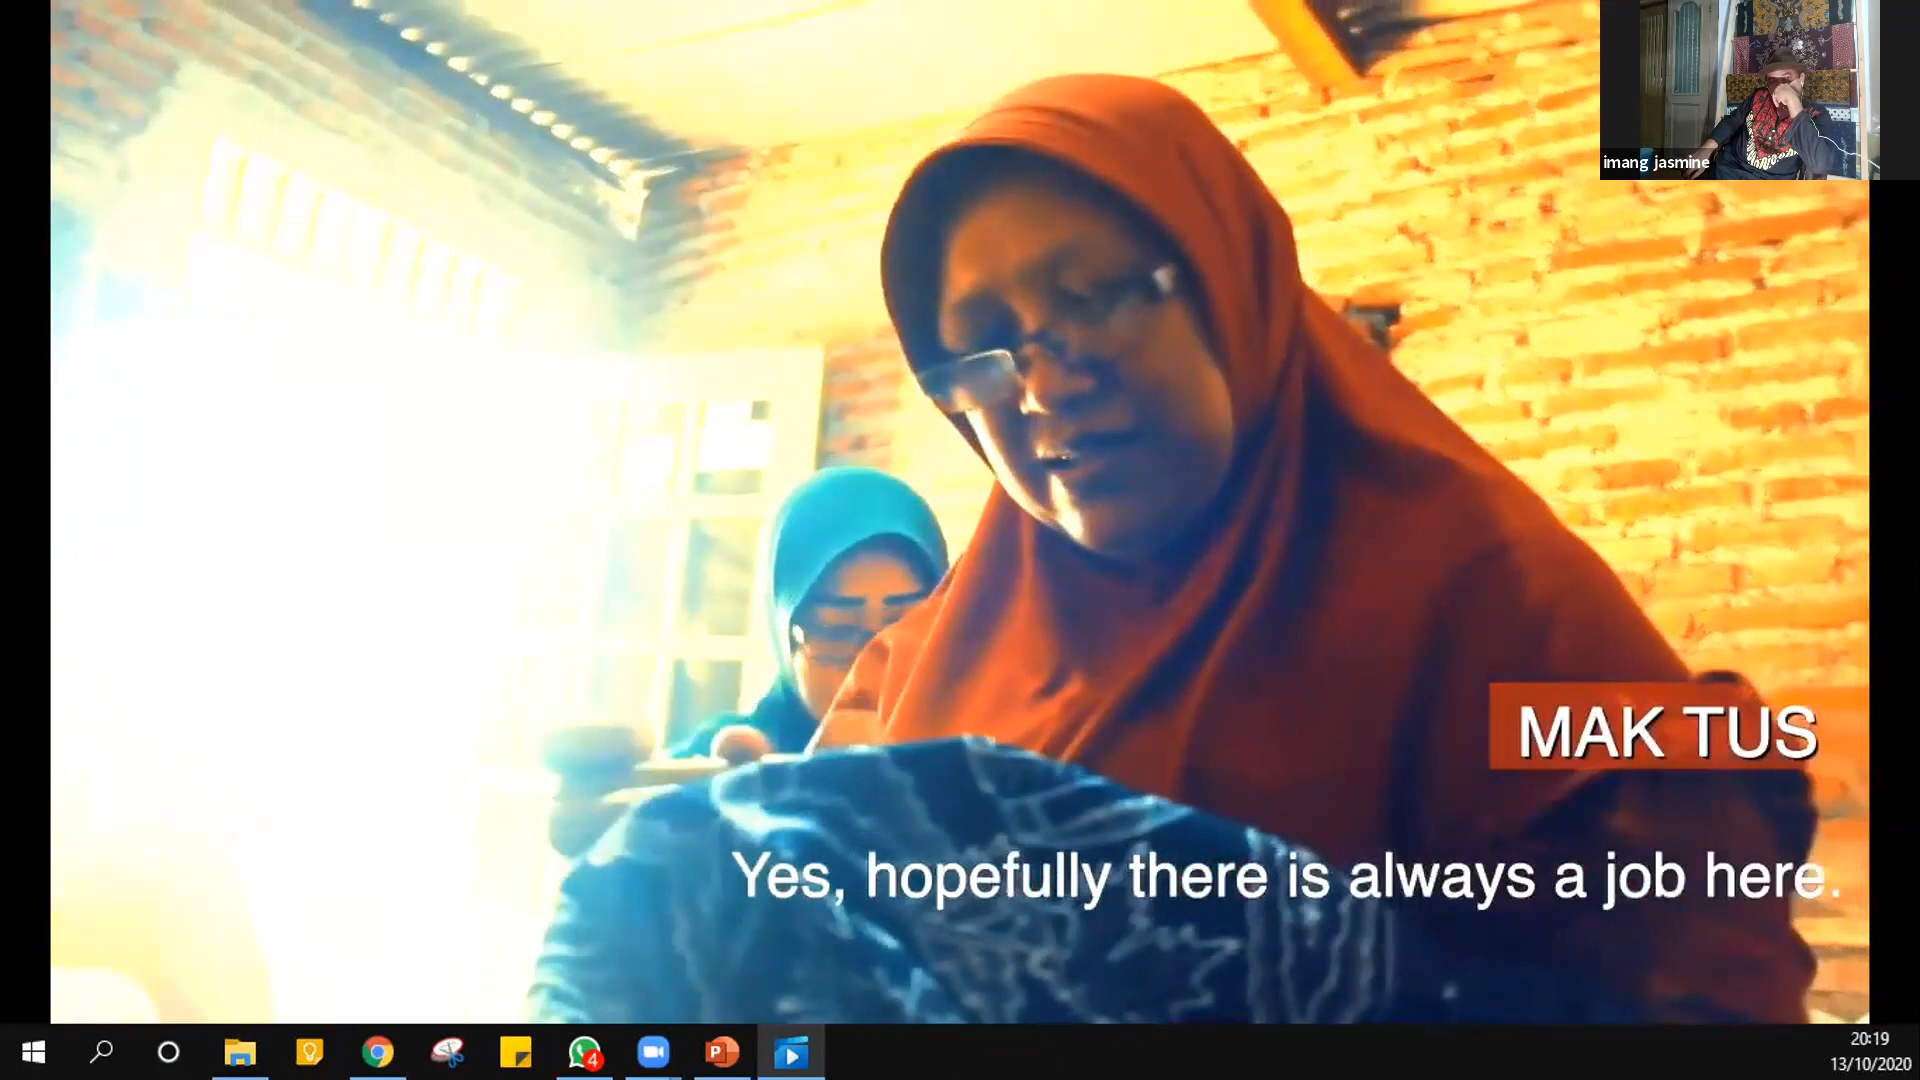 imang jasmine
MAK TUS
Yes, hopefully there is always a job here.
4
20:19
13/10/2020